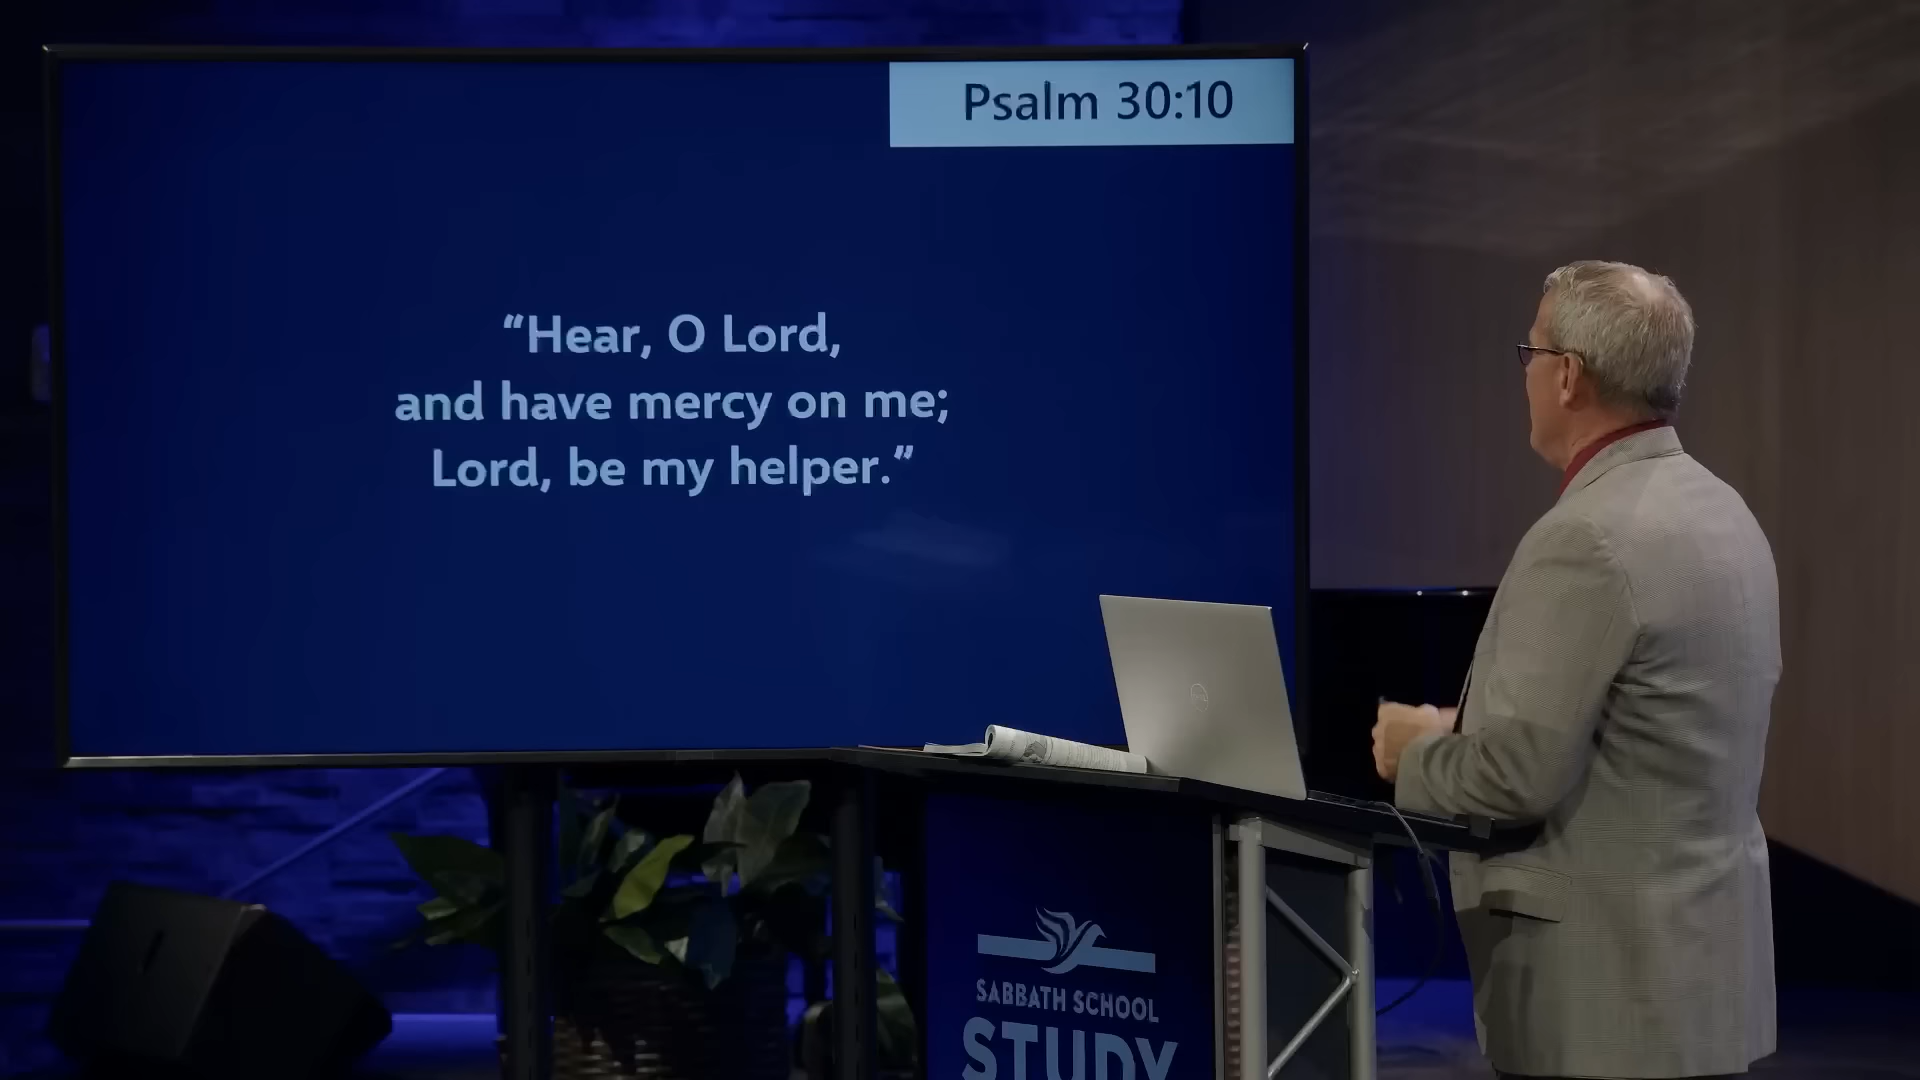 Psalm 30:10
“Hear, O Lord,
and have mercy on me;
Lord, be my helper.”
SABBATH SCHOOL
STUDY